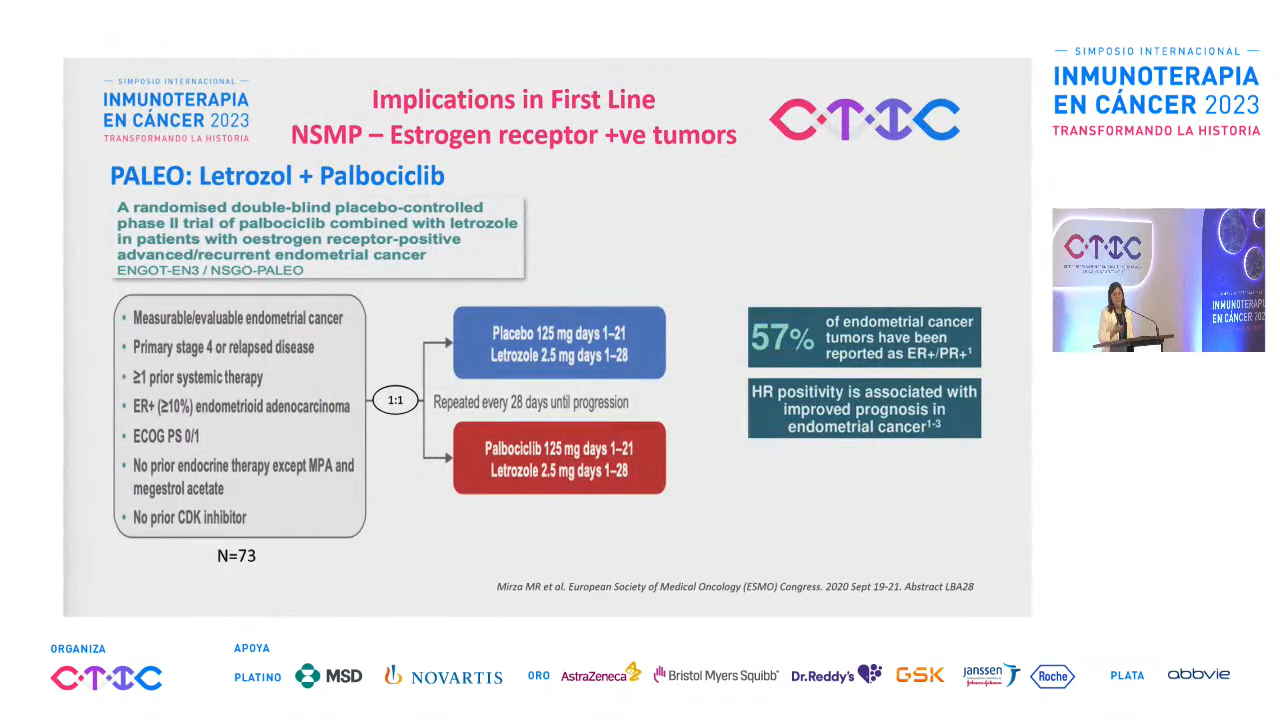 — SIMPOSIO INTERNACIONAL —
INMUNOTERAPIA
EN CÁNCER 2023
TRANSFORMANDO LA HISTORIA
Implications in First Line
NSMP – Estrogen receptor +ve tumors
CTIC
PALEO: Letrozol + Palbociclib
A randomised double-blind placebo-controlled
phase II trial of palbociclib combined with letrozole
in patients with oestrogen receptor-positive
advanced/recurrent endometrial cancer
ENGOT-EN3 / NSGO-PALEO
• Measurable/evaluable endometrial cancer
• Primary stage 4 or relapsed disease
• ≥1 prior systemic therapy
• ER+ (≥10%) endometrioid adenocarcinoma
• ECOG PS 0/1
• No prior endocrine therapy except MPA and
megestrol acetate
• No prior CDK inhibitor
N=73
1:1
Placebo 125 mg days 1–21
Letrozole 2.5 mg days 1–28
Repeated every 28 days until progression
Palbociclib 125 mg days 1–21
Letrozole 2.5 mg days 1–28
57% of endometrial cancer
tumors have been
reported as ER+/PR+1
HR positivity is associated with
improved prognosis in
endometrial cancer1-3
Mirza MR et al. European Society of Medical Oncology (ESMO) Congress. 2020 Sept 19-21. Abstract LBA28
— SIMPOSIO INTERNACIONAL —
INMUNOTERAPIA
EN CÁNCER 2023
TRANSFORMANDO LA HISTORIA
CTIC
INMUNOTERAPIA
EN CÁNCER 202
ORGANIZA
CTIC
APOYA
PLATINO
MSD
NOVARTIS
ORO
AstraZeneca
Bristol Myers Squibb
Dr.Reddy's
GSK
Janssen
Johnson & Johnson
Roche
PLATA
abbvie